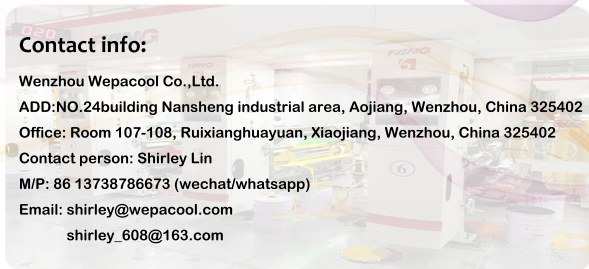 Contact info:
Wenzhou Wepacool Co.,Ltd.
ADD:NO.24building Nansheng industrial area, Aojiang, Wenzhou, China 325402
Office: Room 107-108, Ruixianghuayuan, Xiaojiang, Wenzhou, China 325402
Contact person: Shirley Lin
M/P: 86 13738786673 (wechat/whatsapp)
Email: shirley@wepacool.com
shirley_608@163.com
FENG
6